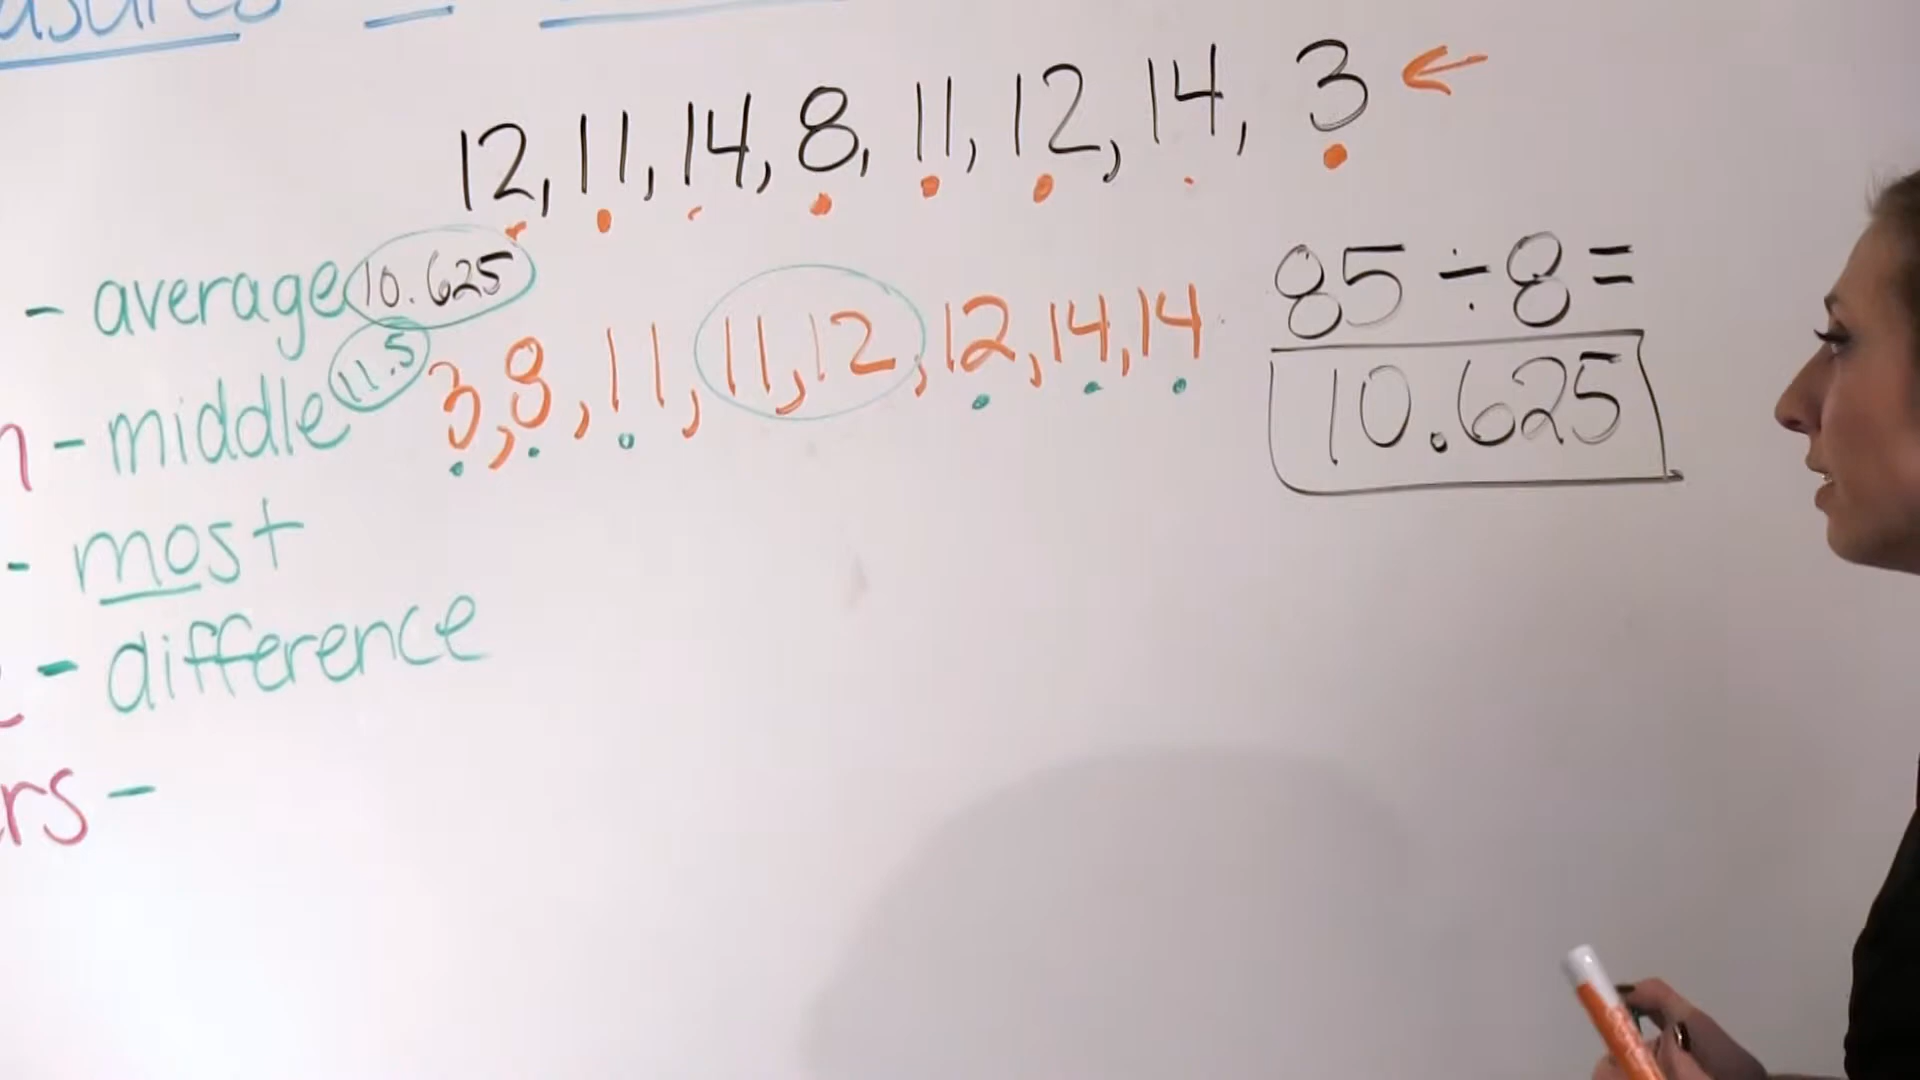 12, 11, 14, 8, 11, 12, 14, 3 ←
- average 10.625
85 ÷ 8 =
10.625
- middle 11.5
3, 8, 11, 11, 12, 12, 14, 14
- most
- difference
rs -